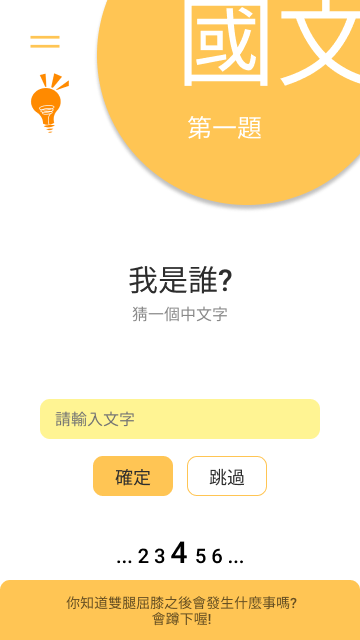 國文
第一題
我是誰?
猜一個中文字
請輸入文字
確定 跳過
... 2 3 4 5 6 ...
你知道雙腿屈膝之後會發生什麼事嗎?
會蹲下喔!